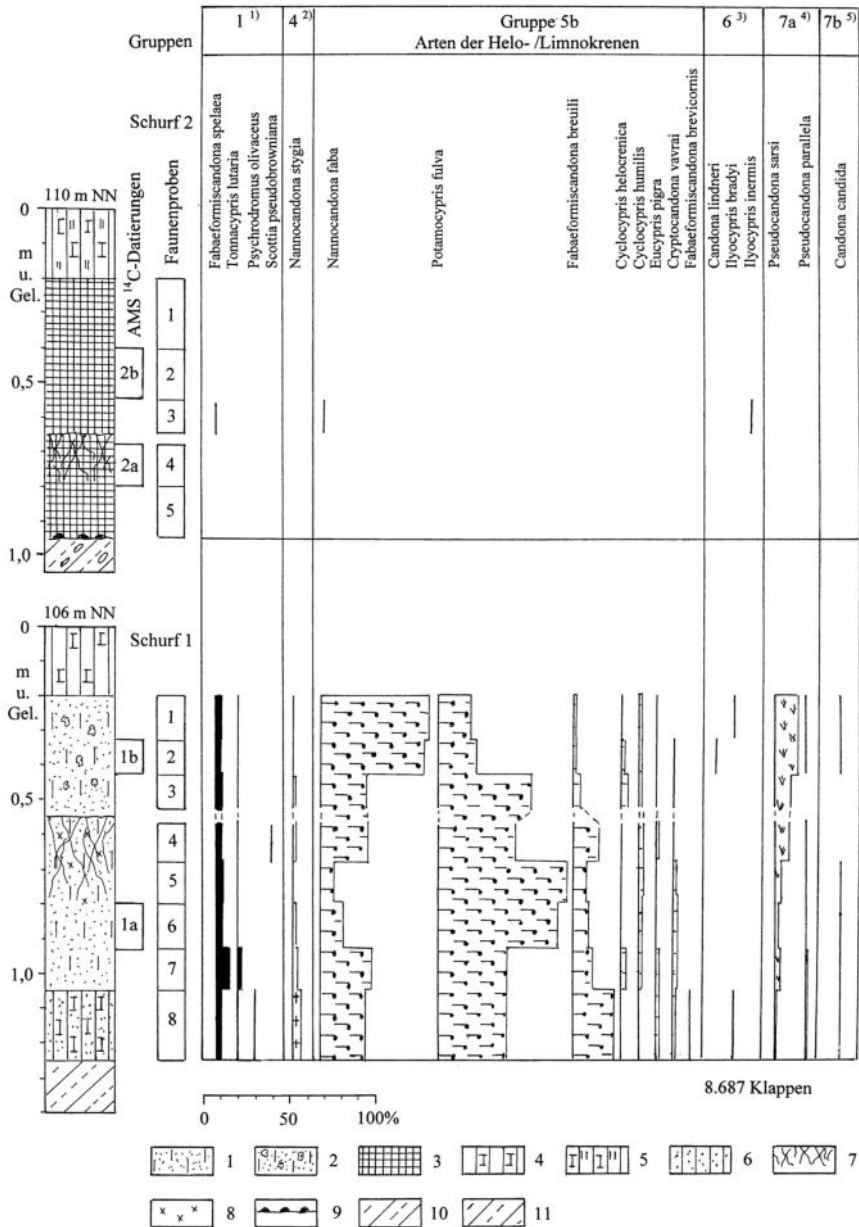 Gruppen
1 1)
4 2)
Gruppe 5b
Arten der Helo- /Limnokrenen
6 3)
7a 4)
7b 5)
Schurf 2
110 m NN
AMS 14C-Datierungen
Faunenproben
Fabaeformiscandona spelaea
Tonnacypris lutaria
Psychrodromus olivaceus
Scottia pseudobrowniana
Nannocandona stygia
Nannocandona faba
Potamocypris fulva
Fabaeformiscandona breuili
Cyclocypris helocrenica
Cyclocypris humilis
Eucypris pigra
Cryptocandona vavrai
Fabaeformiscandona brevicornis
Candona lindneri
Ilyocypris bradyi
Ilyocypris inermis
Pseudocandona sarsi
Pseudocandona parallela
Candona candida
0
m
u.
Gel.
0,5
1,0
2b
2a
1
2
3
4
5
106 m NN
Schurf 1
0
m
u.
Gel.
0,5
1,0
1b
1a
1
2
3
4
5
6
7
8
8.687 Klappen
0 50 100%
1 2 3 4 5 6 7
8 9 10 11